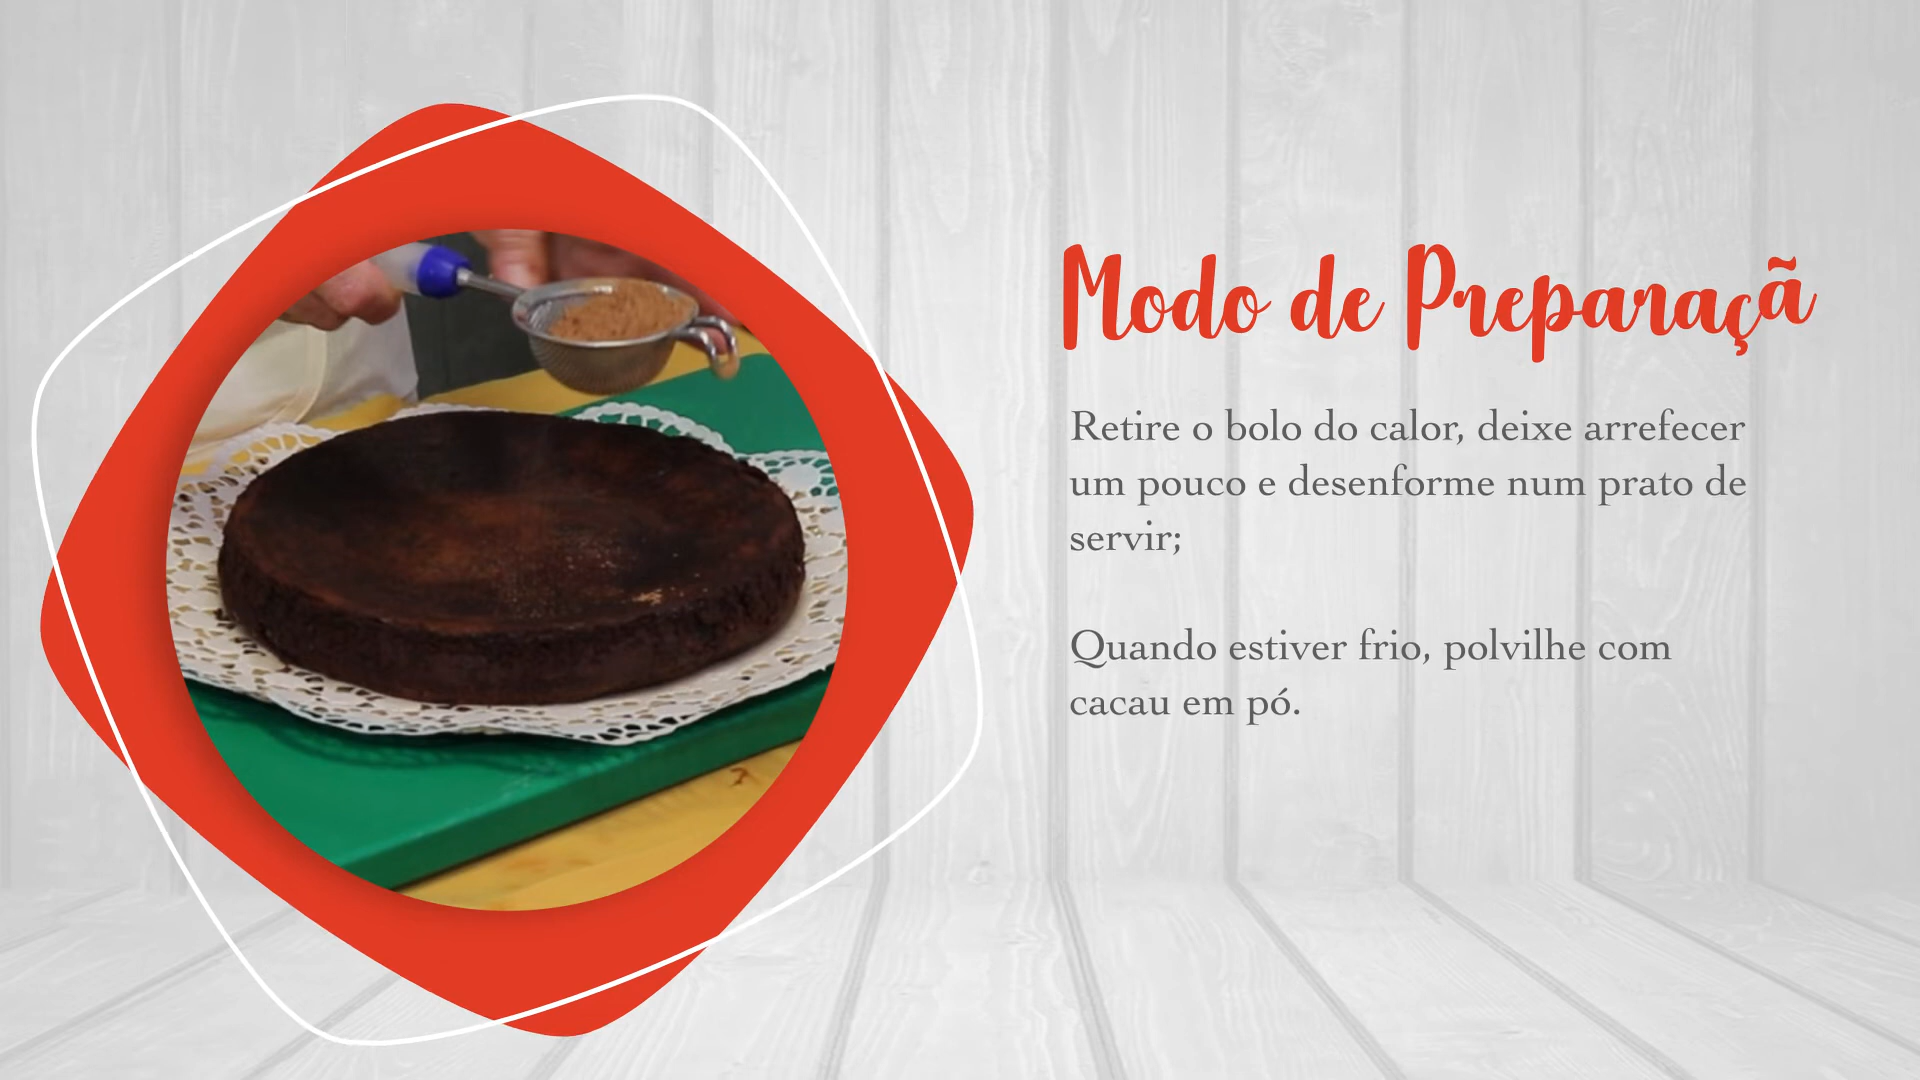 Modo de Preparaçã
Retire o bolo do calor, deixe arrefecer
um pouco e desenforme num prato de
servir;
Quando estiver frio, polvilhe com
cacau em pó.